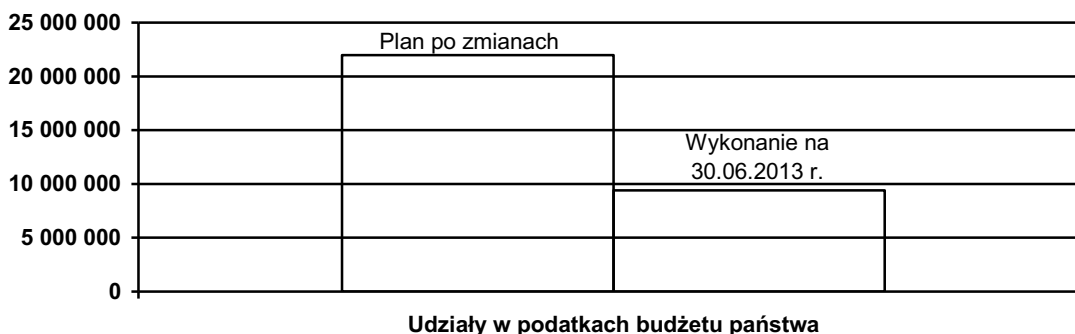 25 000 000
Plan po zmianach
20 000 000
15 000 000
Wykonanie na
30.06.2013 r.
10 000 000
5 000 000
0
Udziały w podatkach budżetu państwa